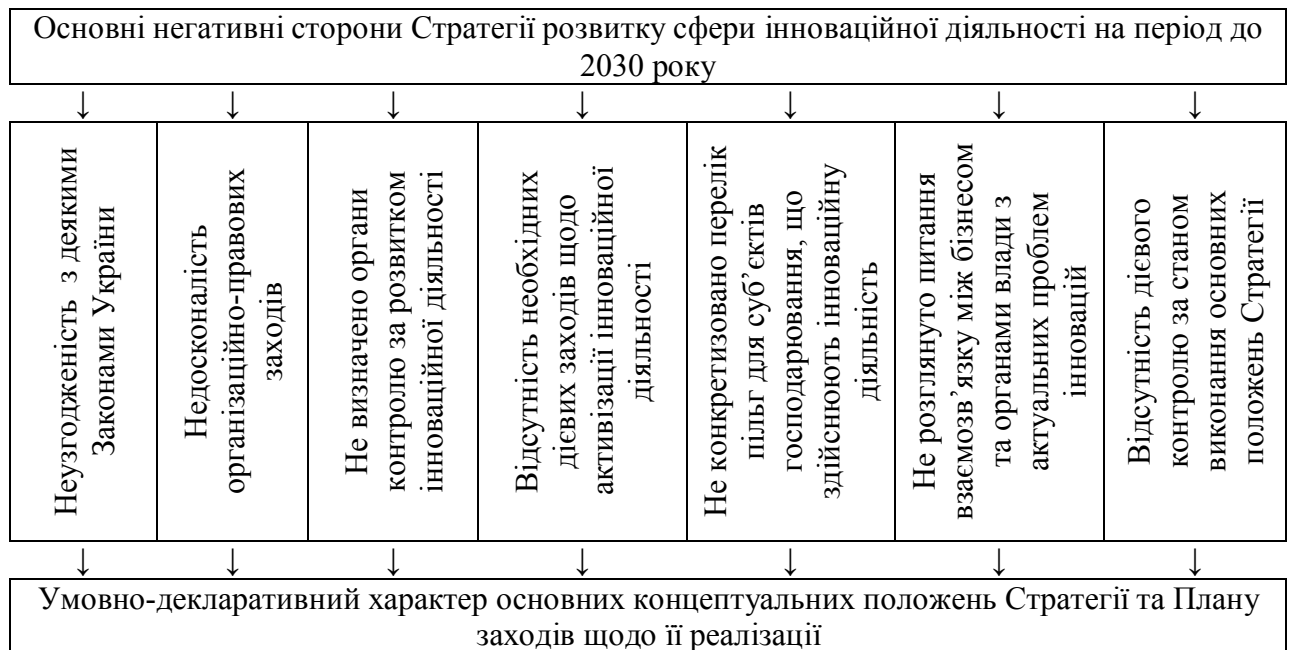 Основні негативні сторони Стратегії розвитку сфери інноваційної діяльності на період до
2030 року
↓ ↓ ↓ ↓ ↓ ↓ ↓
Неузгодженість з деякими
Законами України
Недосконалість
організаційно-правових
заходів
Не визначено органи
контролю за розвитком
інноваційної діяльності
Відсутність необхідних
дієвих заходів щодо
активізації інноваційної
діяльності
Не конкретизовано перелік
пільг для суб’єктів
господарювання, що
здійснюють інноваційну
діяльність
Не розглянуто питання
взаємозв’язку між бізнесом
та органами влади з
актуальних проблем
інновацій
Відсутність дієвого
контролю за станом
виконання основних
положень Стратегії
↓ ↓ ↓ ↓ ↓ ↓ ↓
Умовно-декларативний характер основних концептуальних положень Стратегії та Плану
заходів щодо її реалізації